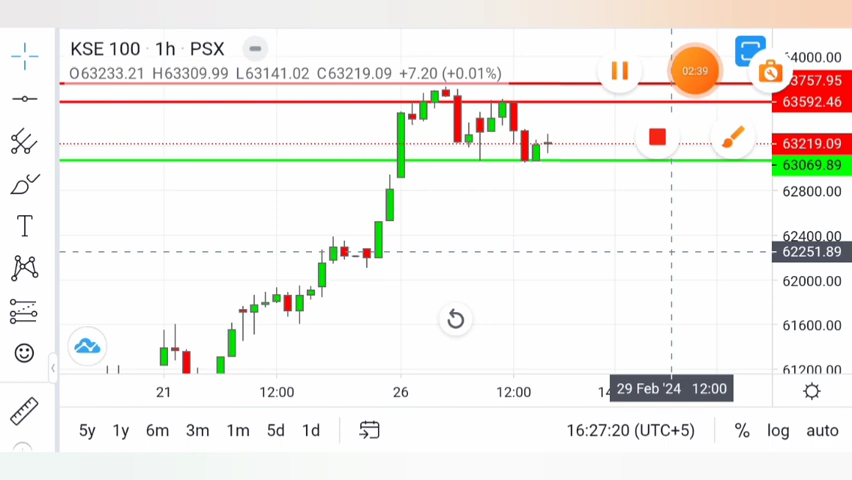 KSE 100 · 1h · PSX
O63233.21 H63309.99 L63141.02 C63219.09 +7.20 (+0.01%)
02:39
4000.00
3757.95
63592.46
63219.09
63069.89
62800.00
62400.00
62251.89
62000.00
61600.00
61200.00
T
21 12:00 26 12:00 14 29 Feb '24 12:00
5y 1y 6m 3m 1m 5d 1d 16:27:20 (UTC+5) % log auto